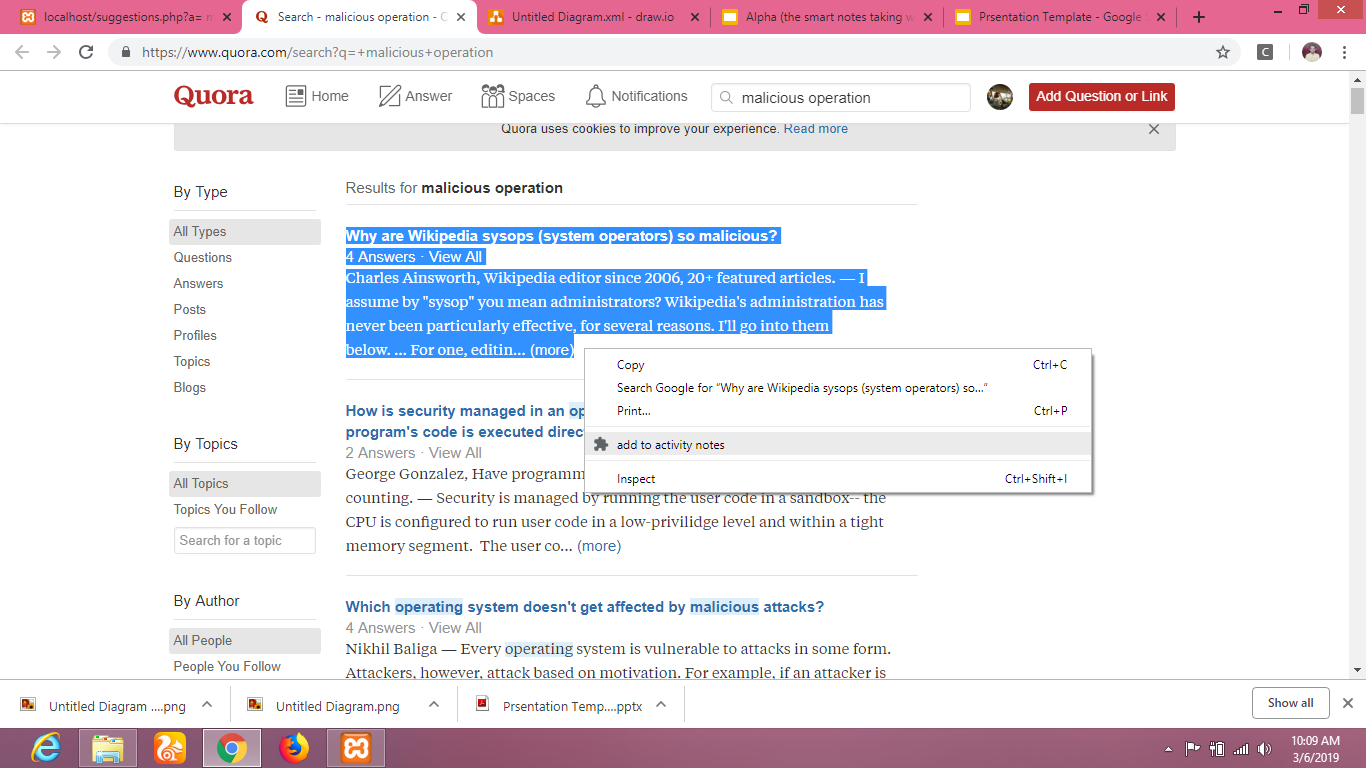 localhost/suggestions.php?a= m
Search - malicious operation - Q
Untitled Diagram.xml - draw.io
Alpha (the smart notes taking w
Prsentation Template - Google
https://www.quora.com/search?q=+malicious+operation
C
Quora
Home
Answer
Spaces
Notifications
malicious operation
Add Question or Link
Quora uses cookies to improve your experience. Read more
By Type
All Types
Questions
Answers
Posts
Profiles
Topics
Blogs
By Topics
All Topics
Topics You Follow
Search for a topic
By Author
All People
People You Follow
Results for malicious operation
Why are Wikipedia sysops (system operators) so malicious?
4 Answers · View All
Charles Ainsworth, Wikipedia editor since 2006, 20+ featured articles. — I
assume by "sysop" you mean administrators? Wikipedia's administration has
never been particularly effective, for several reasons. I'll go into them
below. ... For one, editin... (more)
How is security managed in an op
program's code is executed direc
2 Answers · View All
George Gonzalez, Have programm
counting. — Security is managed by running the user code in a sandbox-- the
CPU is configured to run user code in a low-privilidge level and within a tight
memory segment. The user co... (more)
Which operating system doesn't get affected by malicious attacks?
4 Answers · View All
Nikhil Baliga — Every operating system is vulnerable to attacks in some form.
Attackers, however, attack based on motivation. For example, if an attacker is
Copy Ctrl+C
Search Google for “Why are Wikipedia sysops (system operators) so...”
Print... Ctrl+P
add to activity notes
Inspect Ctrl+Shift+I
Untitled Diagram ....png
Untitled Diagram.png
Prsentation Temp....pptx
Show all
10:09 AM
3/6/2019